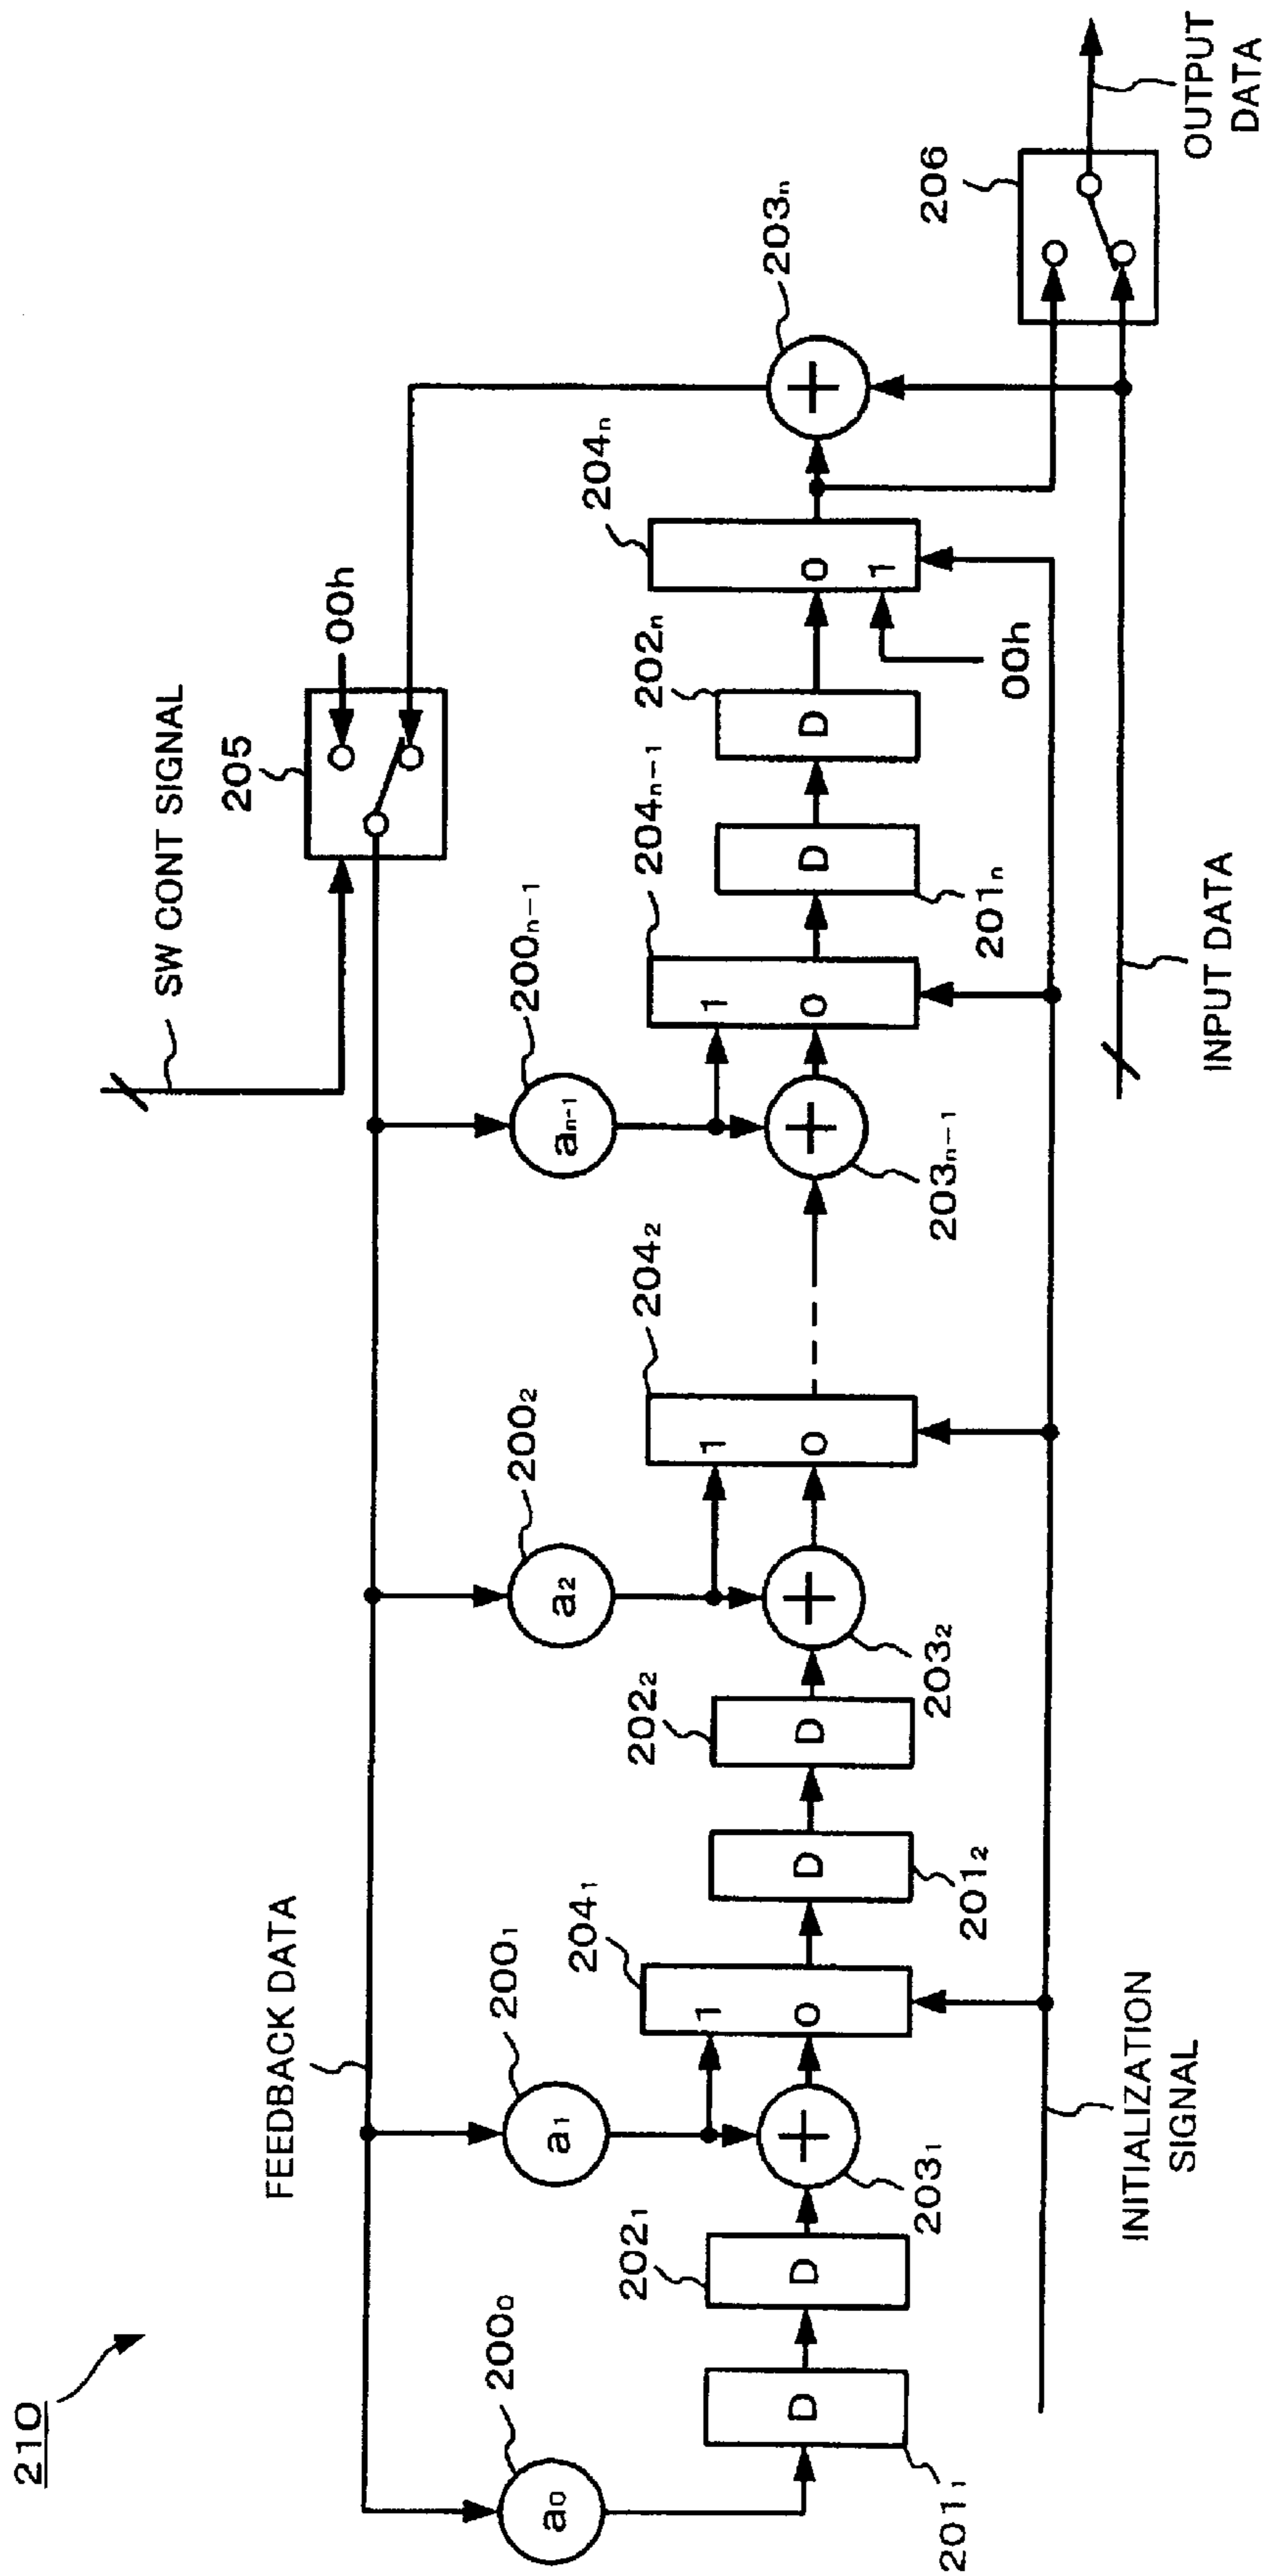 210
SW CONT SIGNAL
205
00h
FEEDBACK DATA
200₀
200₁
200₂
200ₙ₋₁
a₀
a₁
a₂
aₙ₋₁
202₁
204₁
202₂
204₂
204ₙ₋₁
202ₙ
204ₙ
203ₙ
206
1
1
1
D
D
+
0
D
D
+
0
+
0
D
D
0
1
+
201₁
203₁
201₂
203₂
203ₙ₋₁
201ₙ
00h
OUTPUT
DATA
INITIALIZATION
SIGNAL
INPUT DATA